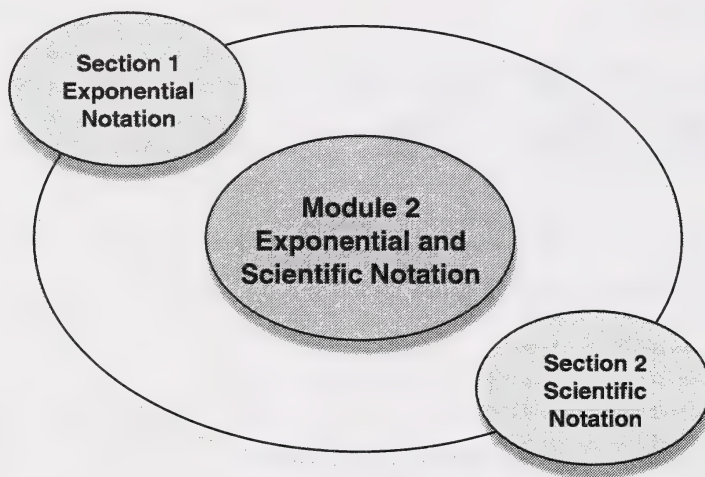 Section 1
Exponential
Notation
Module 2
Exponential and
Scientific Notation
Section 2
Scientific
Notation